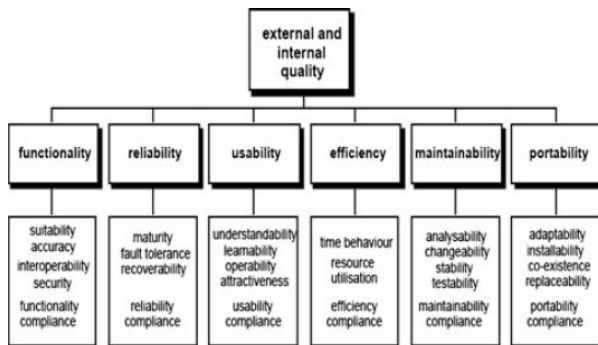 external and
internal
quality
functionality
reliability
usability
efficiency
maintainability
portability
suitability
accuracy
interoperability
security
functionality
compliance
maturity
fault tolerance
recoverability
reliability
compliance
understandability
learnability
operability
attractiveness
usability
compliance
time behaviour
resource
utilisation
efficiency
compliance
analysability
changeability
stability
testability
maintainability
compliance
adaptability
installability
co-existence
replaceability
portability
compliance